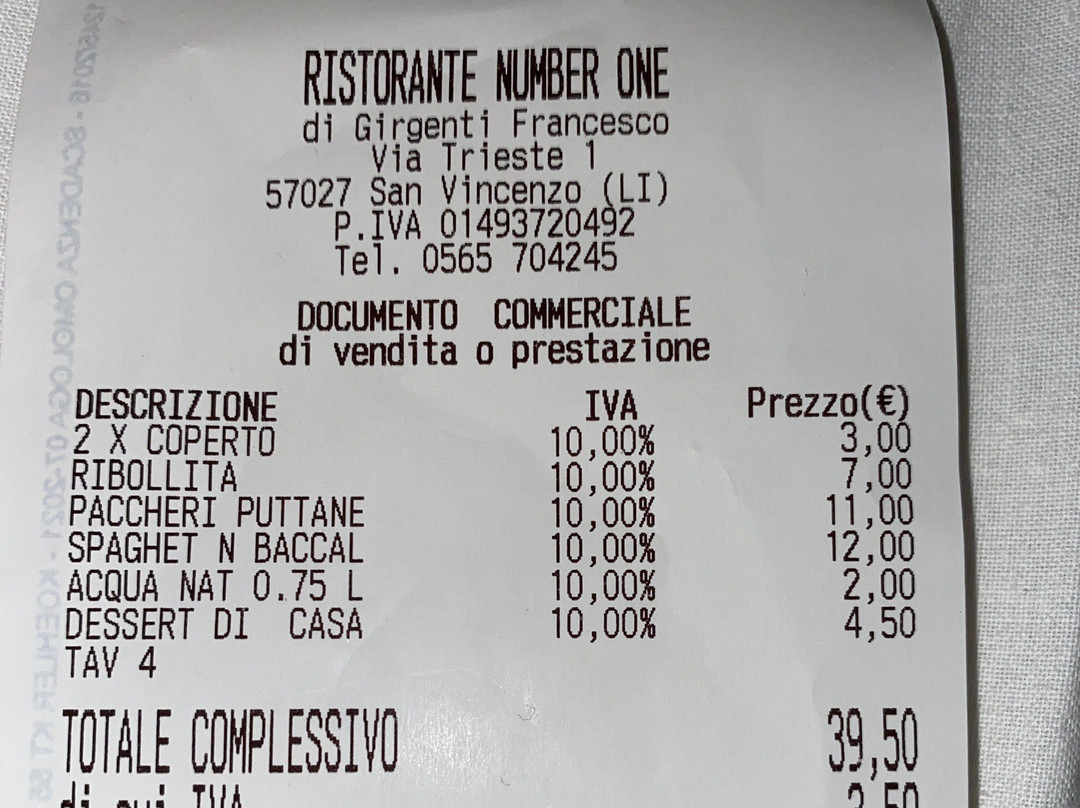 RISTORANTE NUMBER ONE
di Girgenti Francesco
Via Trieste 1
57027 San Vincenzo (LI)
P.IVA 01493720492
Tel. 0565 704245
DOCUMENTO COMMERCIALE
di vendita o prestazione
DESCRIZIONE IVA Prezzo(€)
2 X COPERTO 10,00% 3,00
RIBOLLITA 10,00% 7,00
PACCHERI PUTTANE 10,00% 11,00
SPAGHET N BACCAL 10,00% 12,00
ACQUA NAT 0.75 L 10,00% 2,00
DESSERT DI CASA 10,00% 4,50
TAV 4
TOTALE COMPLESSIVO 39,50
di cui IVA